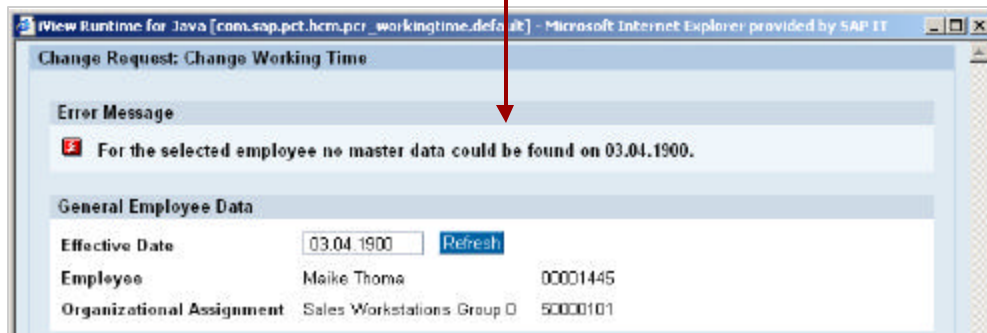 iView Runtime for Java [com.sap.pct.hcm.pcr_workingtime.default] - Microsoft Internet Explorer provided by SAP IT
Change Request: Change Working Time
Error Message
For the selected employee no master data could be found on 03.04.1900.
General Employee Data
Effective Date 03.04.1900 Refresh
Employee Maike Thoma 00001445
Organizational Assignment Sales Workstations Group D 50000101